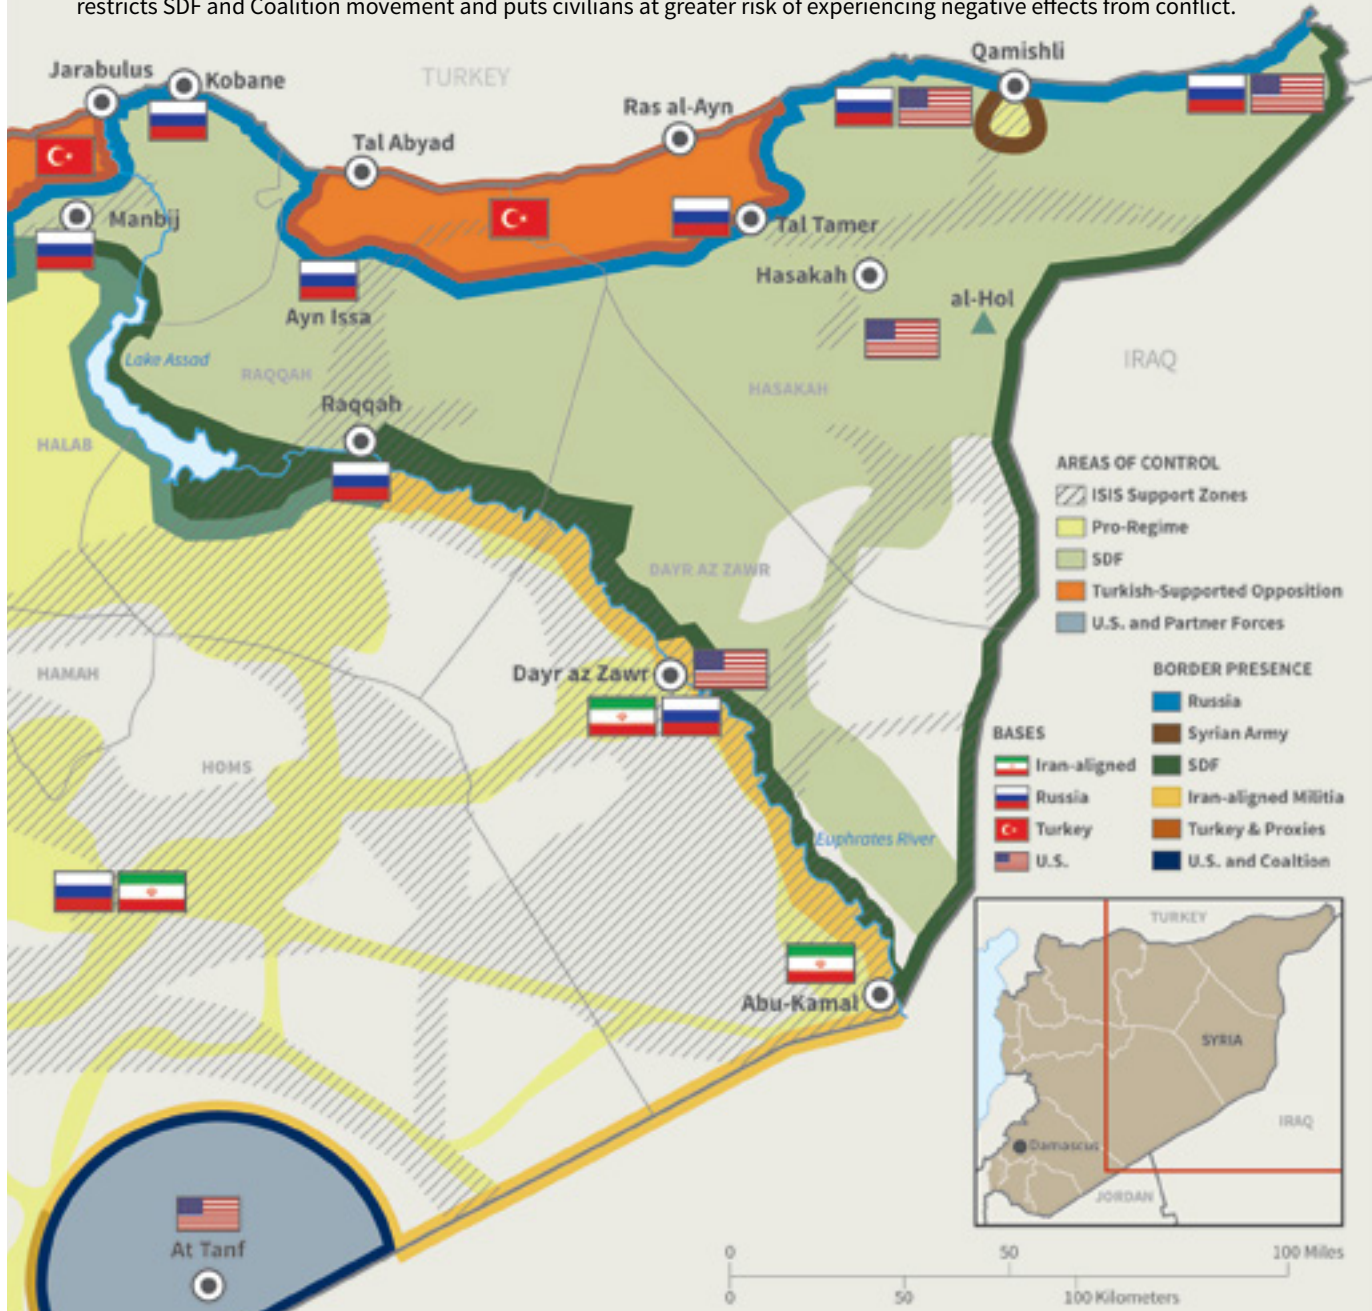 restricts SDF and Coalition movement and puts civilians at greater risk of experiencing negative effects from conflict.
Qamishli
Jarabulus
Kobane
TURKEY
Ras al-Ayn
Tal Abyad
Manbij
Tal Tamer
Hasakah
al-Hol
Ayn Issa
Lake Assad
RAQQAH
IRAQ
HASAKAH
Raqqah
HALAB
AREAS OF CONTROL
ISIS Support Zones
Pro-Regime
SDF
Turkish-Supported Opposition
U.S. and Partner Forces
DAYR AZ ZAWR
HAMAH
Dayr az Zawr
BORDER PRESENCE
Russia
Syrian Army
SDF
Iran-aligned Militia
Turkey & Proxies
U.S. and Coaltion
BASES
Iran-aligned
Russia
Turkey
U.S.
HOMS
Euphrates River
Abu-Kamal
TURKEY
SYRIA
IRAQ
Damascus
JORDAN
At Tanf
0 50 100 Miles
0 50 100 Kilometers